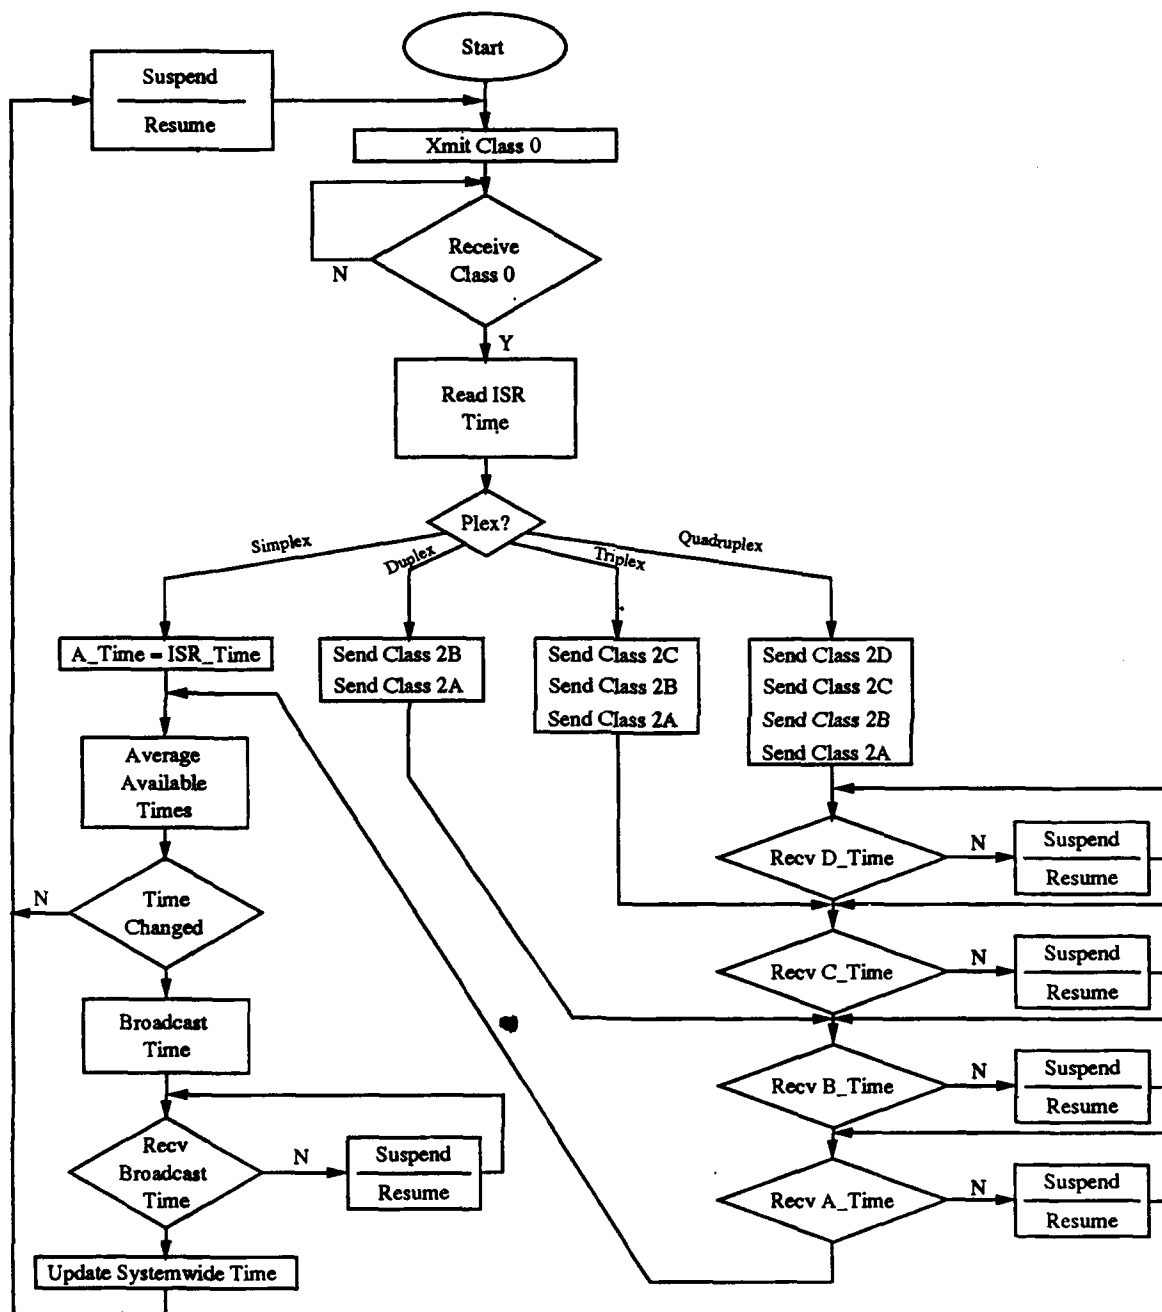 Start
Suspend
Resume
Xmit Class 0
Receive
Class 0
N
Y
Read ISR
Time
Plex?
Simplex
Duplex
Triplex
Quadruplex
A_Time = ISR_Time
Send Class 2B
Send Class 2A
Send Class 2C
Send Class 2B
Send Class 2A
Send Class 2D
Send Class 2C
Send Class 2B
Send Class 2A
Average
Available
Times
Recv D_Time
N
Suspend
Resume
N
Time
Changed
Recv C_Time
N
Suspend
Resume
Broadcast
Time
Recv B_Time
N
Suspend
Resume
Recv
Broadcast
Time
N
Suspend
Resume
Recv A_Time
N
Suspend
Resume
Update Systemwide Time